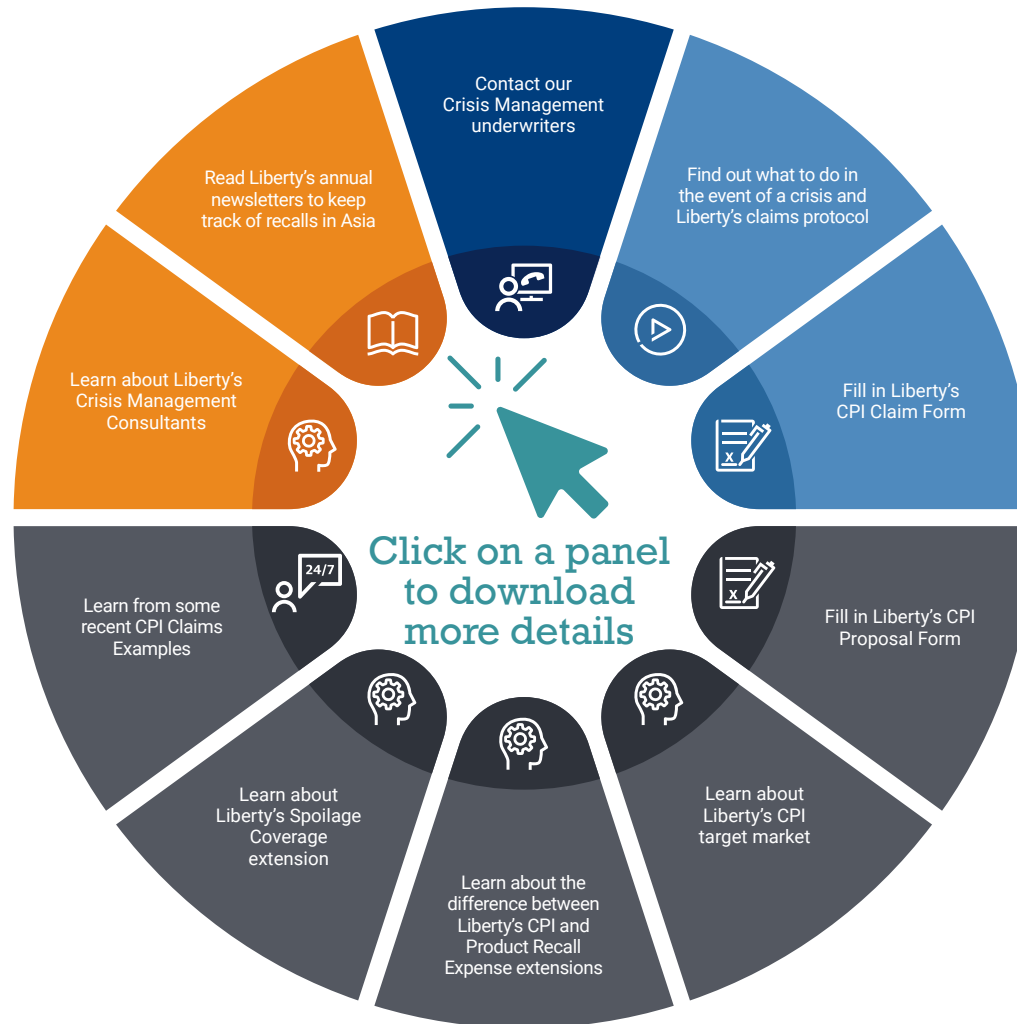 Contact our
Crisis Management
underwriters
Find out what to do in
the event of a crisis and
Liberty’s claims protocol
Fill in Liberty’s
CPI Claim Form
Fill in Liberty’s CPI
Proposal Form
Learn about
Liberty’s CPI
target market
Learn about the
difference between
Liberty’s CPI and
Product Recall
Expense extensions
Learn about
Liberty’s Spoilage
Coverage
extension
Learn from some
recent CPI Claims
Examples
24/7
Learn about Liberty’s
Crisis Management
Consultants
Read Liberty’s annual
newsletters to keep
track of recalls in Asia
x
x
Click on a panel
to download
more details